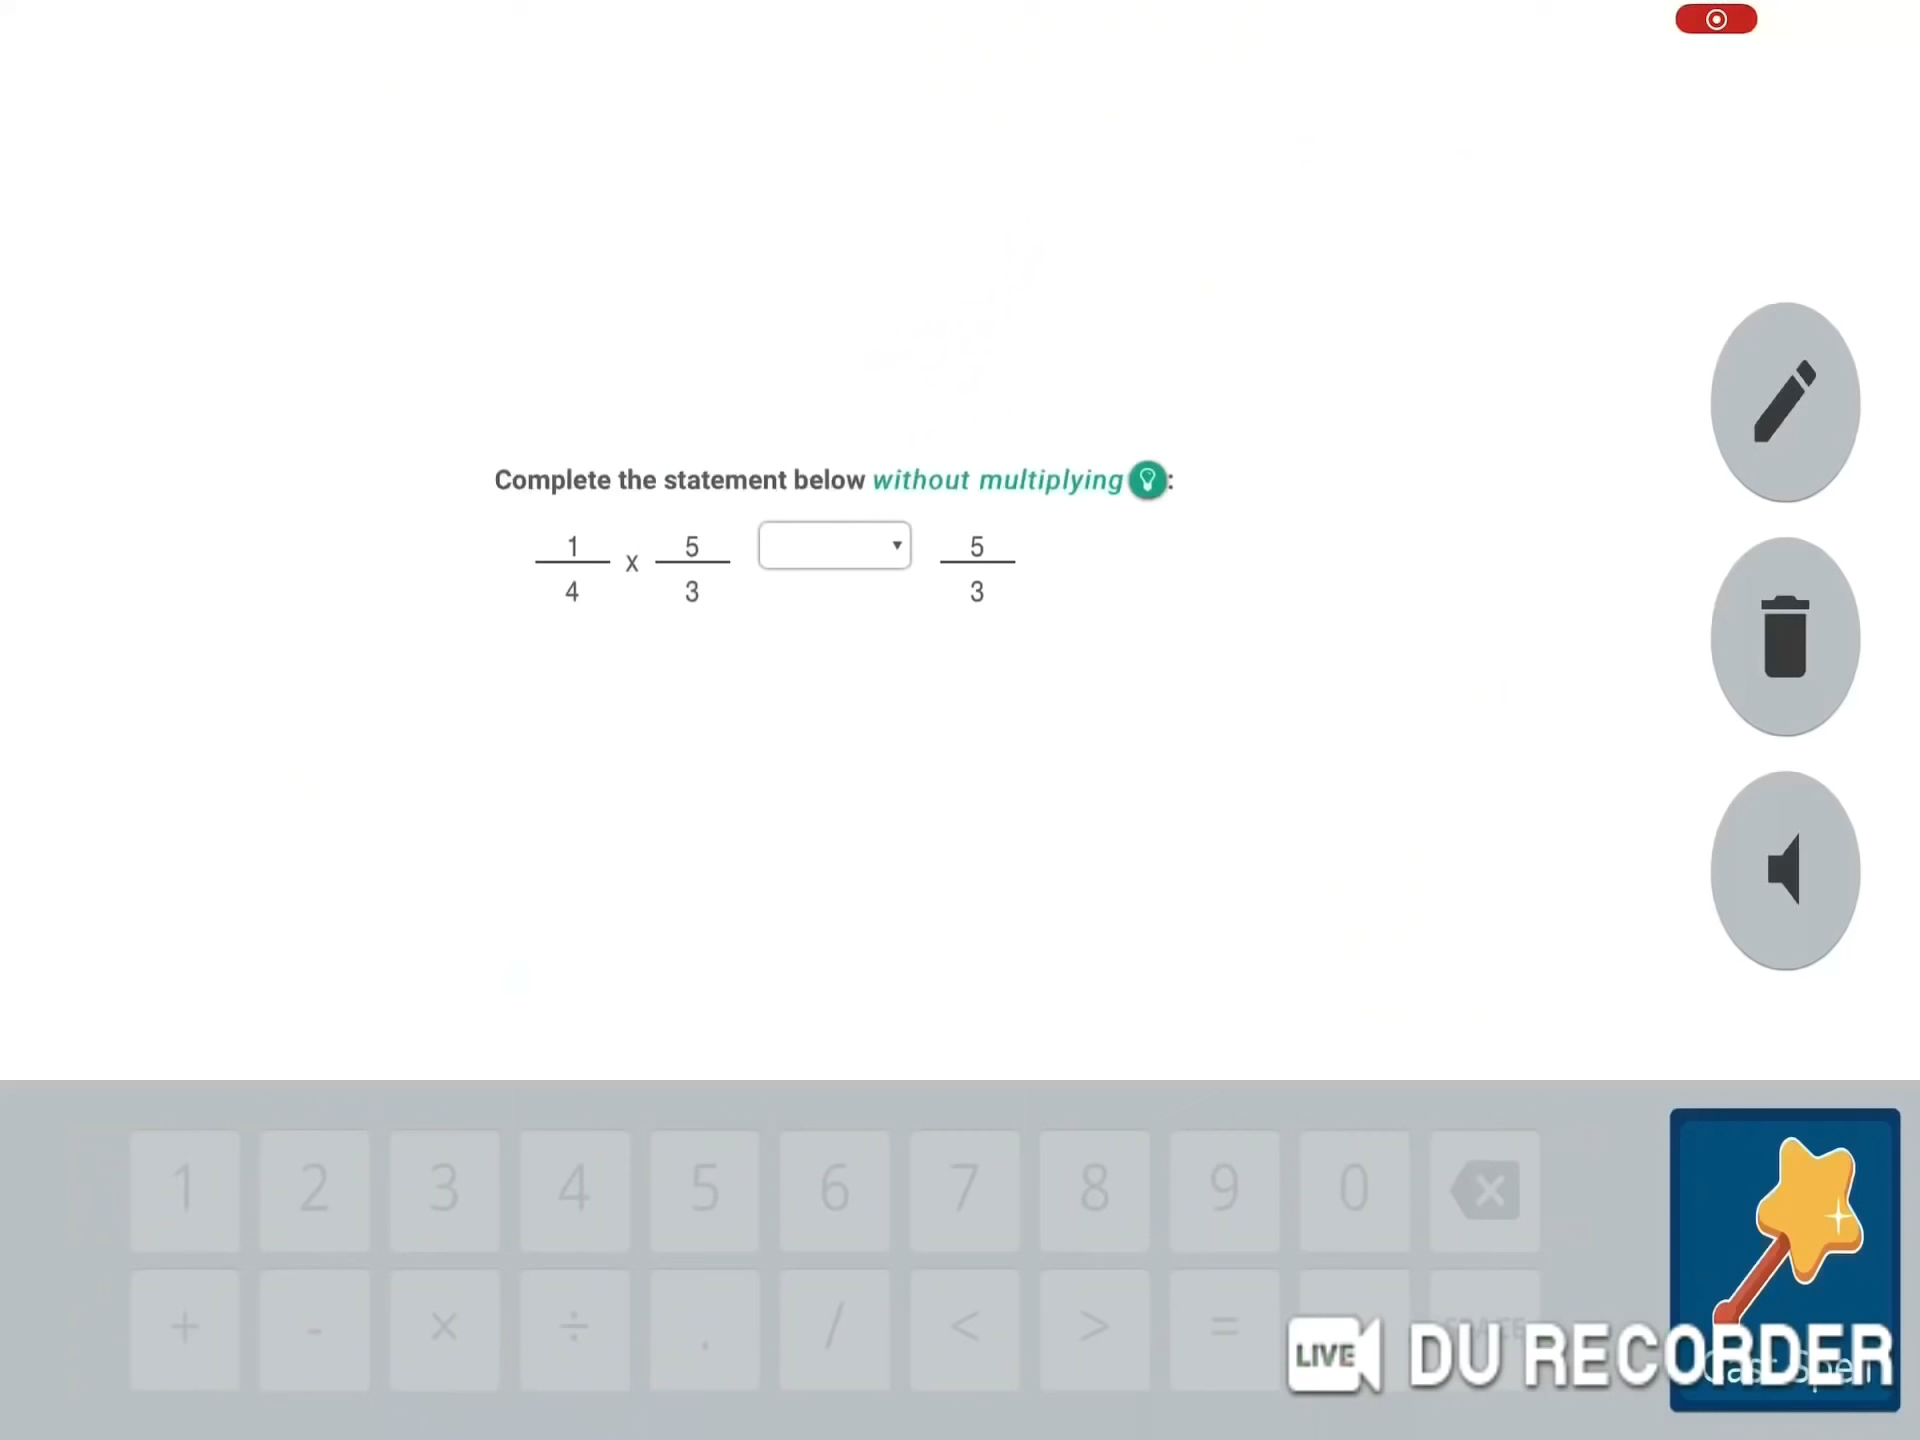 Complete the statement below without multiplying :
1 5 5
x
4 3 3
1 2 3 4 5 6 7 8 9 0
+ - × ÷ . / < > =
LIVE DU RECORDER